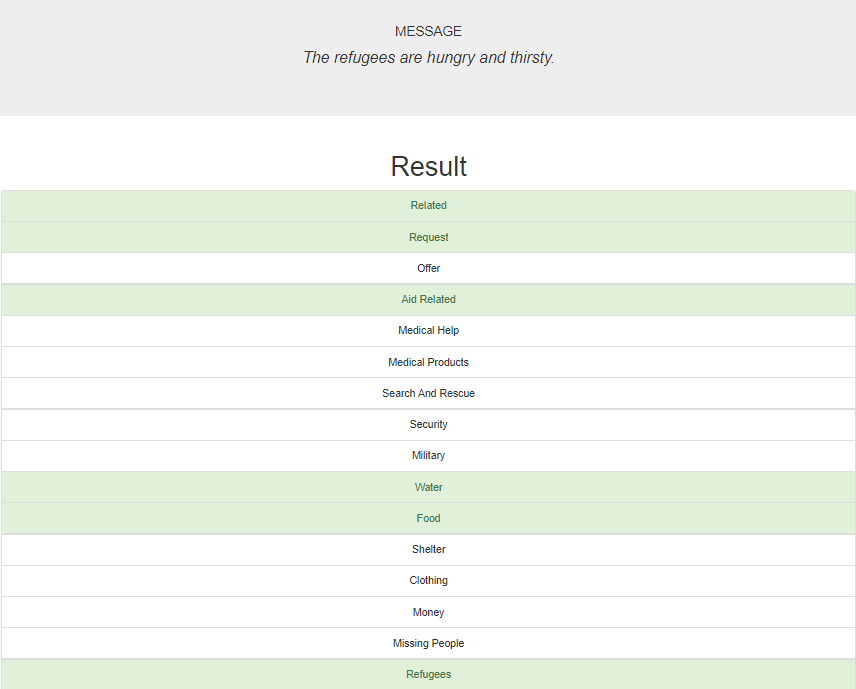 MESSAGE
The refugees are hungry and thirsty.
Result
Related
Request
Offer
Aid Related
Medical Help
Medical Products
Search And Rescue
Security
Military
Water
Food
Shelter
Clothing
Money
Missing People
Refugees